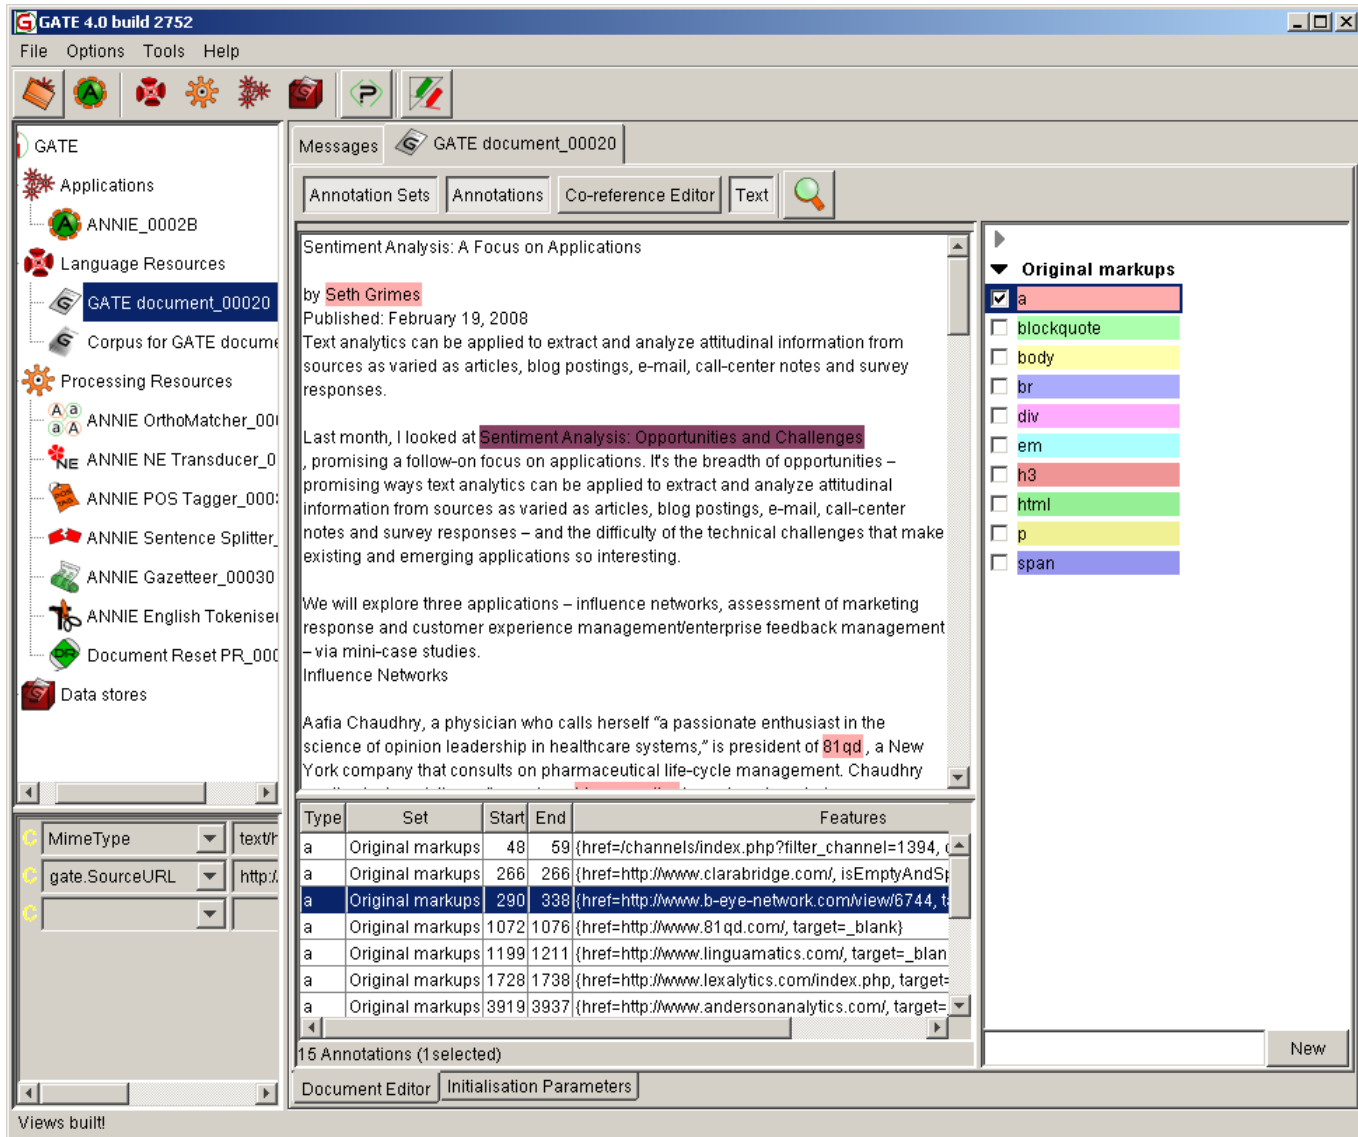 GATE 4.0 build 2752
File Options Tools Help
GATE
Applications
ANNIE_0002B
Language Resources
GATE document_00020
Corpus for GATE docume
Processing Resources
ANNIE OrthoMatcher_00
ANNIE NE Transducer_0
ANNIE POS Tagger_000
ANNIE Sentence Splitter_
ANNIE Gazetteer_00030
ANNIE English Tokeniser
Document Reset PR_000
Data stores
MimeType text/h
gate.SourceURL http:/
Messages GATE document_00020
Annotation Sets Annotations Co-reference Editor Text
Sentiment Analysis: A Focus on Applications
by Seth Grimes
Published: February 19, 2008
Text analytics can be applied to extract and analyze attitudinal information from
sources as varied as articles, blog postings, e-mail, call-center notes and survey
responses.
Last month, I looked at Sentiment Analysis: Opportunities and Challenges
, promising a follow-on focus on applications. It's the breadth of opportunities –
promising ways text analytics can be applied to extract and analyze attitudinal
information from sources as varied as articles, blog postings, e-mail, call-center
notes and survey responses – and the difficulty of the technical challenges that make
existing and emerging applications so interesting.
We will explore three applications – influence networks, assessment of marketing
response and customer experience management/enterprise feedback management
– via mini-case studies.
Influence Networks
Aafia Chaudhry, a physician who calls herself “a passionate enthusiast in the
science of opinion leadership in healthcare systems,” is president of 81qd , a New
York company that consults on pharmaceutical life-cycle management. Chaudhry
Type Set Start End Features
a Original markups 48 59 {href=/channels/index.php?filter_channel=1394,
a Original markups 266 266 {href=http://www.clarabridge.com/, isEmptyAndSp
a Original markups 290 338 {href=http://www.b-eye-network.com/view/6744, t
a Original markups 1072 1076 {href=http://www.81qd.com/, target=_blank}
a Original markups 1199 1211 {href=http://www.linguamatics.com/, target=_blan
a Original markups 1728 1738 {href=http://www.lexalytics.com/index.php, target=
a Original markups 3919 3937 {href=http://www.andersonanalytics.com/, target=
15 Annotations (1selected)
Document Editor Initialisation Parameters
Original markups
a
blockquote
body
br
div
em
h3
html
p
span
New
Views built!